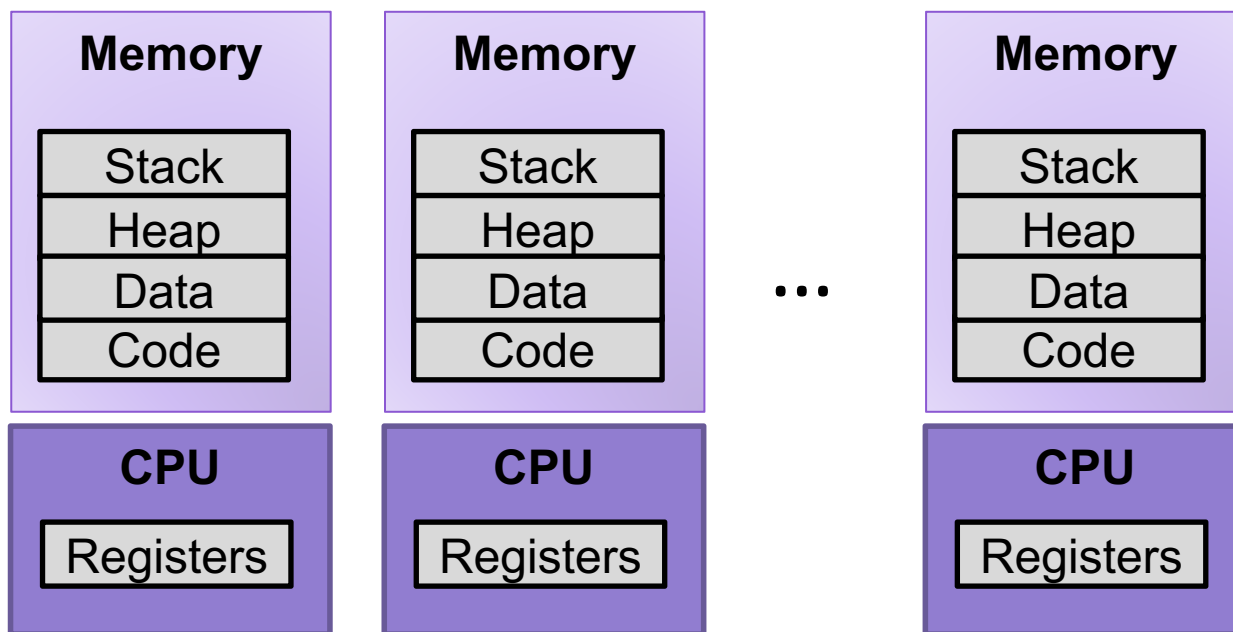 Memory
Stack
Heap
Data
Code
CPU
Registers
Memory
Stack
Heap
Data
Code
CPU
Registers
...
Memory
Stack
Heap
Data
Code
CPU
Registers